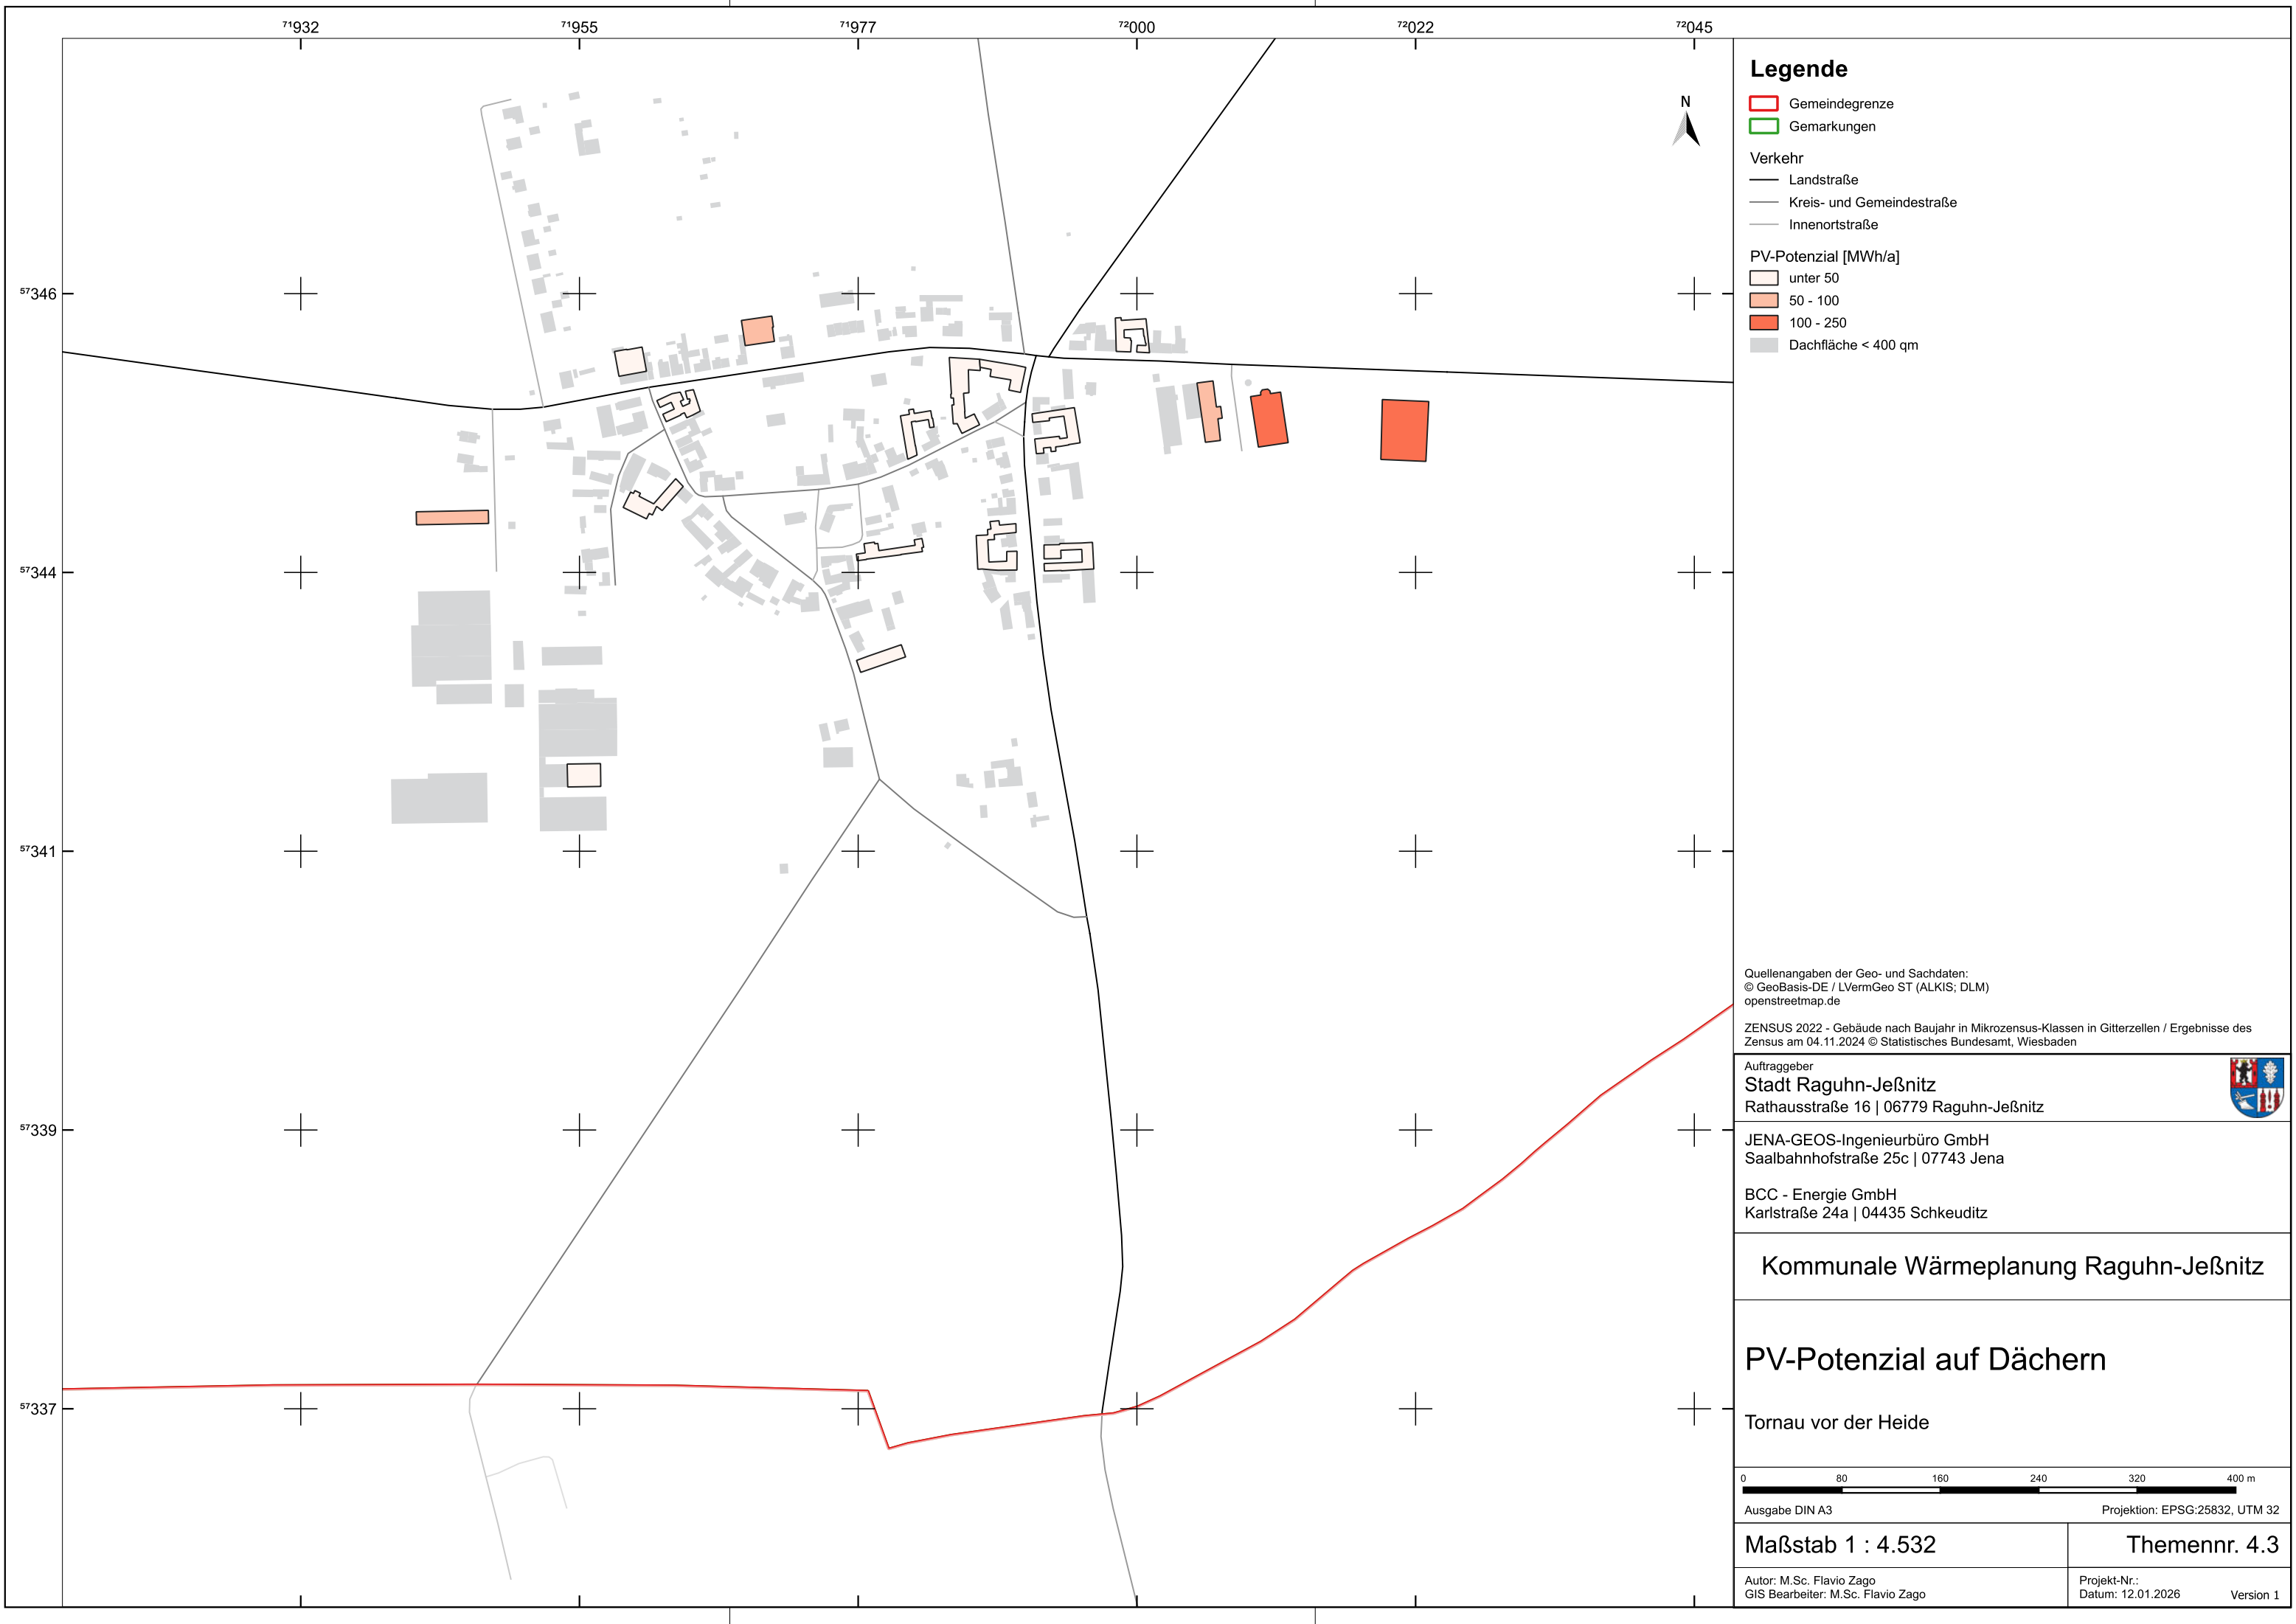 ⁷¹932 ⁷¹955 ⁷¹977 ⁷²000 ⁷²022 ⁷²045
⁵⁷346
⁵⁷344
⁵⁷341
⁵⁷339
⁵⁷337
N
Legende
Gemeindegrenze
Gemarkungen
Verkehr
Landstraße
Kreis- und Gemeindestraße
Innenortstraße
PV-Potenzial [MWh/a]
unter 50
50 - 100
100 - 250
Dachfläche < 400 qm
Quellenangaben der Geo- und Sachdaten:
© GeoBasis-DE / LVermGeo ST (ALKIS; DLM)
openstreetmap.de
ZENSUS 2022 - Gebäude nach Baujahr in Mikrozensus-Klassen in Gitterzellen / Ergebnisse des
Zensus am 04.11.2024 © Statistisches Bundesamt, Wiesbaden
Auftraggeber
Stadt Raguhn-Jeßnitz
Rathausstraße 16 | 06779 Raguhn-Jeßnitz
JENA-GEOS-Ingenieurbüro GmbH
Saalbahnhofstraße 25c | 07743 Jena
BCC - Energie GmbH
Karlstraße 24a | 04435 Schkeuditz
Kommunale Wärmeplanung Raguhn-Jeßnitz
PV-Potenzial auf Dächern
Tornau vor der Heide
0 80 160 240 320 400 m
Ausgabe DIN A3 Projektion: EPSG:25832, UTM 32
Maßstab 1 : 4.532 Themennr. 4.3
Autor: M.Sc. Flavio Zago Projekt-Nr.:
GIS Bearbeiter: M.Sc. Flavio Zago Datum: 12.01.2026 Version 1